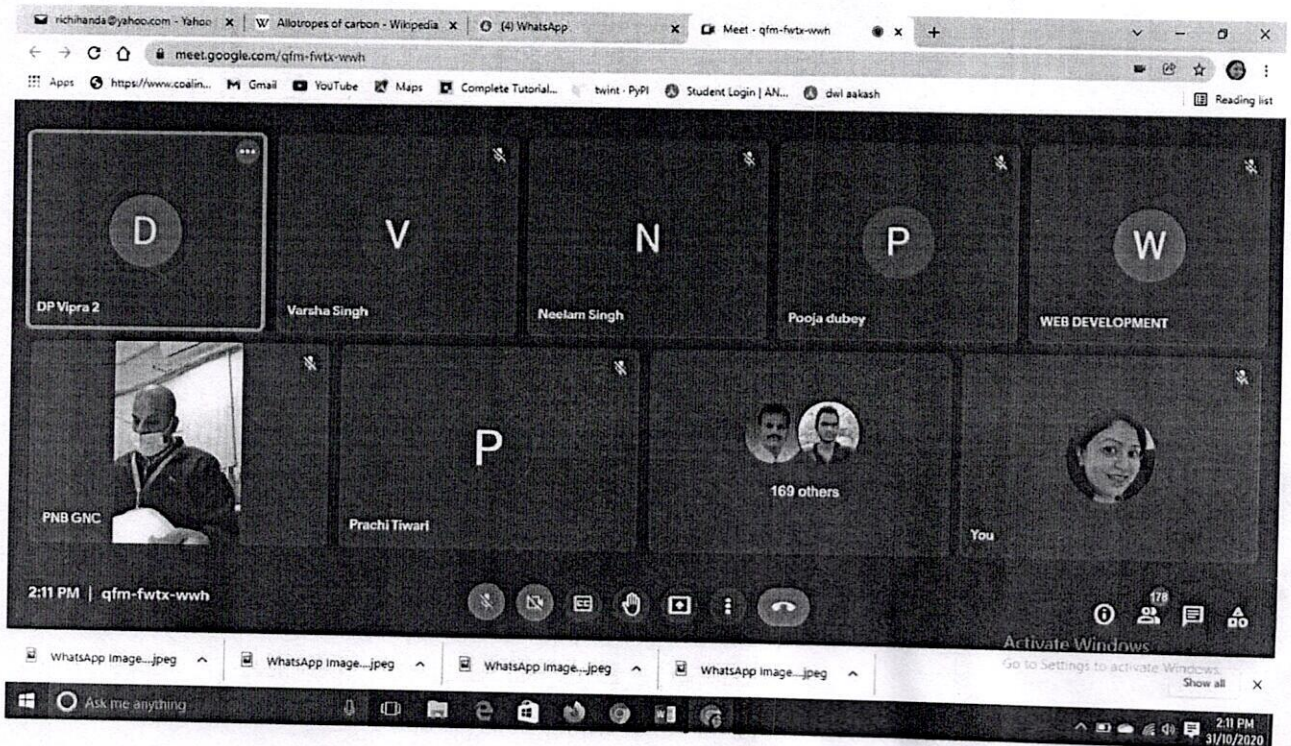 richihanda@yahoo.com - Yahoo
Allotropes of carbon - Wikipedia
(4) WhatsApp
Meet - qfm-fwtx-wwh
meet.google.com/qfm-fwtx-wwh
Apps https://www.coalin... Gmail YouTube Maps Complete Tutorial... twint · PyPI Student Login | AN... dwl aakash Reading list
D V N P W
DP Vipra 2 Varsha Singh Neelam Singh Pooja dubey WEB DEVELOPMENT
P
169 others
PNB GNC Prachi Tiwari You
2:11 PM | qfm-fwtx-wwh
CC
178
Activate Windows
Go to Settings to activate Windows.
WhatsApp Image....jpeg WhatsApp Image....jpeg WhatsApp Image....jpeg WhatsApp Image....jpeg Show all
Ask me anything
2:11 PM
31/10/2020